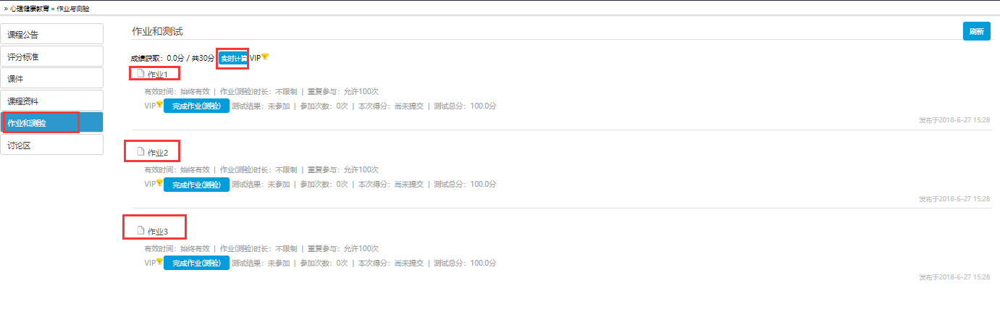 » 心理健康教育 » 作业与测验
课程公告
评分标准
课件
课程资料
作业和测验
讨论区
作业和测试
刷新
成绩获取：0.0分 / 共30分 实时计算 VIP
作业1
有效时间：始终有效 | 作业(测验)时长：不限制 | 重复参与：允许100次
VIP 完成作业(测验) 测试结果：未参加 | 参加次数：0次 | 本次得分：尚未提交 | 测试总分：100.0分
发布于2018-6-27 15:28
作业2
有效时间：始终有效 | 作业(测验)时长：不限制 | 重复参与：允许100次
VIP 完成作业(测验) 测试结果：未参加 | 参加次数：0次 | 本次得分：尚未提交 | 测试总分：100.0分
发布于2018-6-27 15:28
作业3
有效时间：始终有效 | 作业(测验)时长：不限制 | 重复参与：允许100次
VIP 完成作业(测验) 测试结果：未参加 | 参加次数：0次 | 本次得分：尚未提交 | 测试总分：100.0分
发布于2018-6-27 15:28